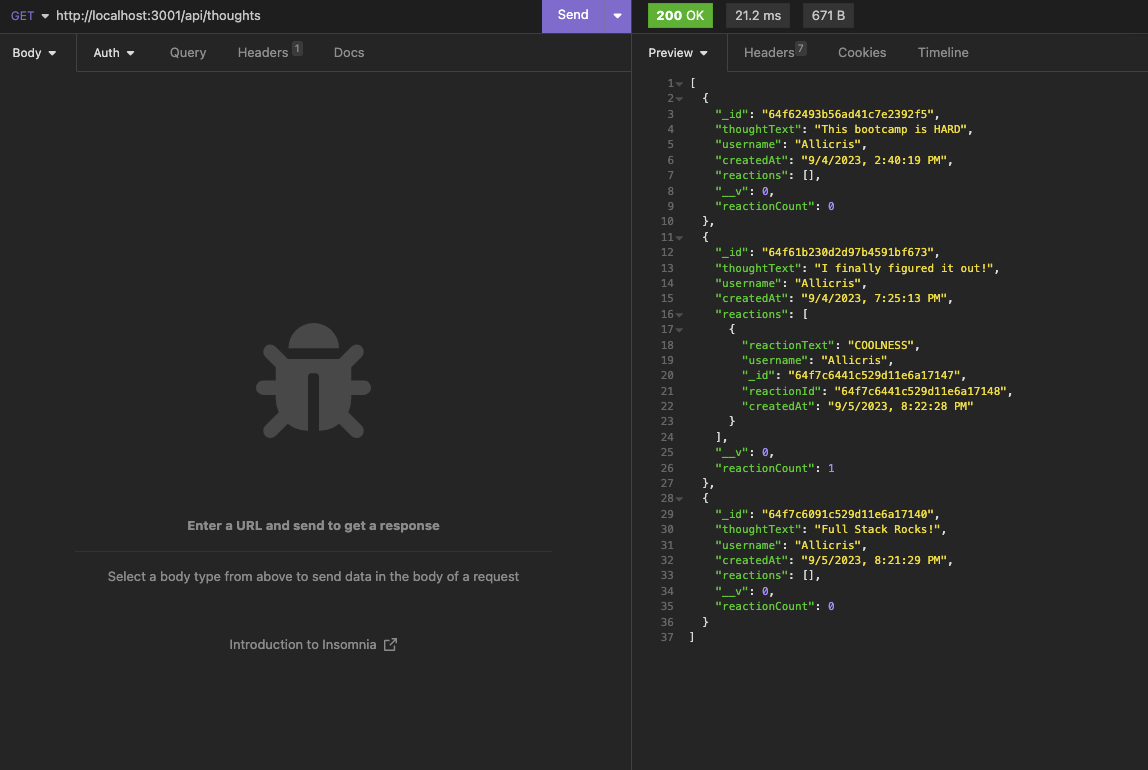 GET http://localhost:3001/api/thoughts Send 200 OK 21.2 ms 671 B
Body Auth Query Headers 1 Docs Preview Headers 7 Cookies Timeline
1 [
2 {
3 "_id": "64f62493b56ad41c7e2392f5",
4 "thoughtText": "This bootcamp is HARD",
5 "username": "Allicris",
6 "createdAt": "9/4/2023, 2:40:19 PM",
7 "reactions": [],
8 "__v": 0,
9 "reactionCount": 0
10 },
11 {
12 "_id": "64f61b230d2d97b4591bf673",
13 "thoughtText": "I finally figured it out!",
14 "username": "Allicris",
15 "createdAt": "9/4/2023, 7:25:13 PM",
16 "reactions": [
17 {
18 "reactionText": "COOLNESS",
19 "username": "Allicris",
20 "_id": "64f7c6441c529d11e6a17147",
21 "reactionId": "64f7c6441c529d11e6a17148",
22 "createdAt": "9/5/2023, 8:22:28 PM"
23 }
24 ],
25 "__v": 0,
26 "reactionCount": 1
27 },
28 {
29 "_id": "64f7c6091c529d11e6a17140",
30 "thoughtText": "Full Stack Rocks!",
31 "username": "Allicris",
32 "createdAt": "9/5/2023, 8:21:29 PM",
33 "reactions": [],
34 "__v": 0,
35 "reactionCount": 0
36 }
37 ]
Enter a URL and send to get a response
Select a body type from above to send data in the body of a request
Introduction to Insomnia